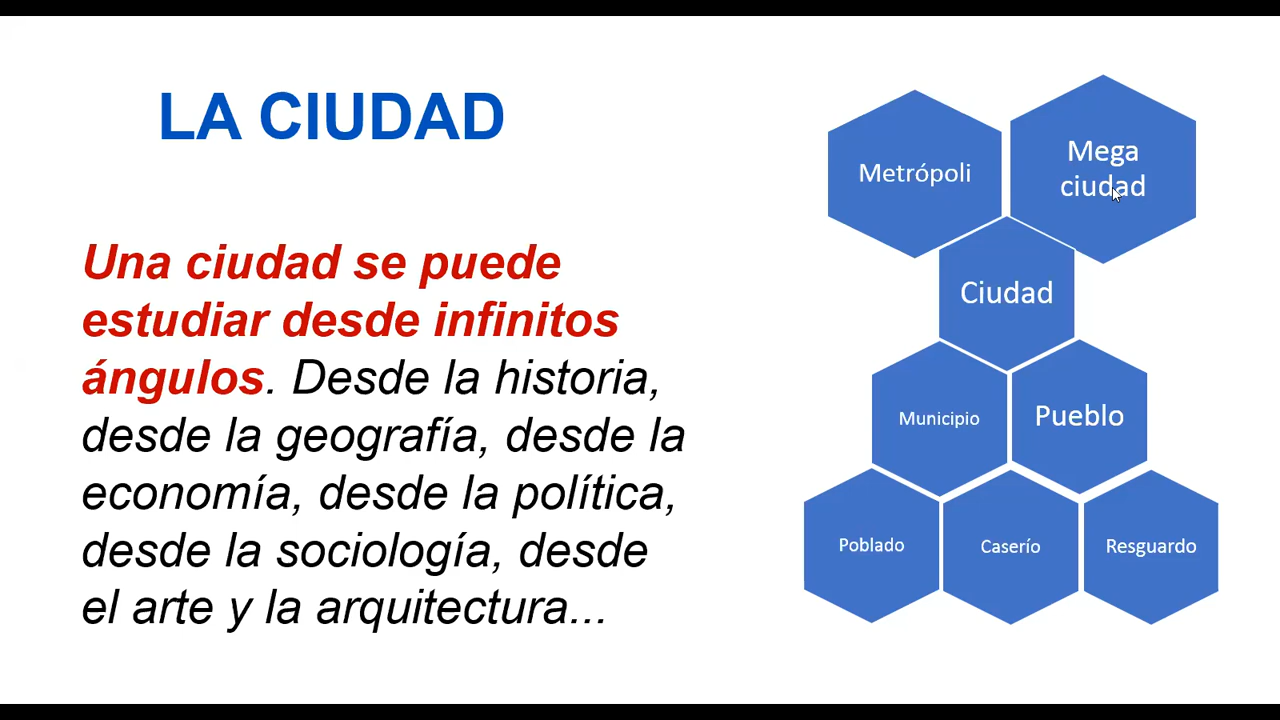 LA CIUDAD
Una ciudad se puede
estudiar desde infinitos
ángulos. Desde la historia,
desde la geografía, desde la
economía, desde la política,
desde la sociología, desde
el arte y la arquitectura...
Metrópoli
Mega
ciudad
Ciudad
Municipio
Pueblo
Poblado
Caserío
Resguardo